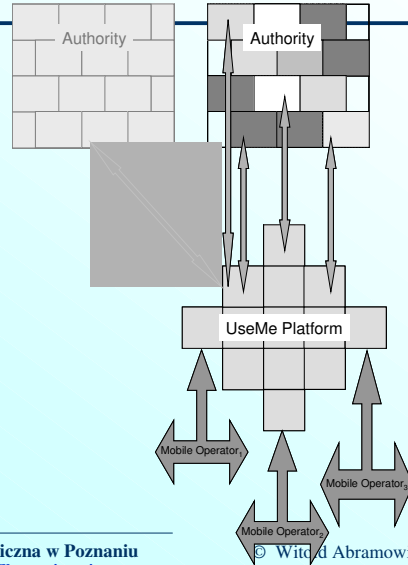 Authority
Authority
UseMe Platform
Mobile Operator₁
Mobile Operator₃
Mobile Operator₂
iczna w Poznaniu
© Witold Abramow